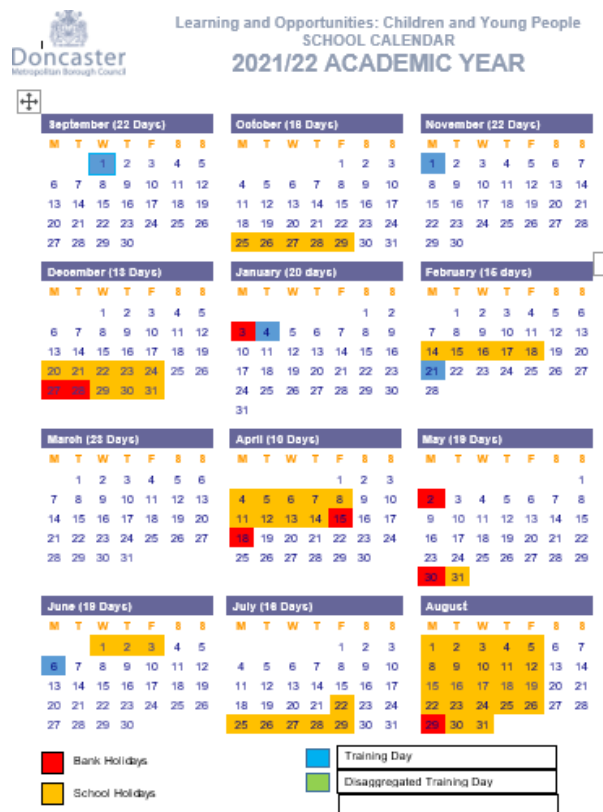 Learning and Opportunities: Children and Young People
SCHOOL CALENDAR
2021/22 ACADEMIC YEAR
Doncaster
Metropolitan Borough Council
September (22 Days)
M T W T F S S
1 2 3 4 5
6 7 8 9 10 11 12
13 14 15 16 17 18 19
20 21 22 23 24 25 26
27 28 29 30
October (16 Days)
M T W T F S S
1 2 3
4 5 6 7 8 9 10
11 12 13 14 15 16 17
18 19 20 21 22 23 24
25 26 27 28 29 30 31
November (22 Days)
M T W T F S S
1 2 3 4 5 6 7
8 9 10 11 12 13 14
15 16 17 18 19 20 21
22 23 24 25 26 27 28
29 30
December (13 Days)
M T W T F S S
1 2 3 4 5
6 7 8 9 10 11 12
13 14 15 16 17 18 19
20 21 22 23 24 25 26
27 28 29 30 31
January (20 days)
M T W T F S S
1 2
3 4 5 6 7 8 9
10 11 12 13 14 15 16
17 18 19 20 21 22 23
24 25 26 27 28 29 30
31
February (15 days)
M T W T F S S
1 2 3 4 5 6
7 8 9 10 11 12 13
14 15 16 17 18 19 20
21 22 23 24 25 26 27
28
March (23 Days)
M T W T F S S
1 2 3 4 5 6
7 8 9 10 11 12 13
14 15 16 17 18 19 20
21 22 23 24 25 26 27
28 29 30 31
April (10 Days)
M T W T F S S
1 2 3
4 5 6 7 8 9 10
11 12 13 14 15 16 17
18 19 20 21 22 23 24
25 26 27 28 29 30
May (19 Days)
M T W T F S S
1
2 3 4 5 6 7 8
9 10 11 12 13 14 15
16 17 18 19 20 21 22
23 24 25 26 27 28 29
30 31
June (19 Days)
M T W T F S S
1 2 3 4 5
6 7 8 9 10 11 12
13 14 15 16 17 18 19
20 21 22 23 24 25 26
27 28 29 30
July (16 Days)
M T W T F S S
1 2 3
4 5 6 7 8 9 10
11 12 13 14 15 16 17
18 19 20 21 22 23 24
25 26 27 28 29 30 31
August
M T W T F S S
1 2 3 4 5 6 7
8 9 10 11 12 13 14
15 16 17 18 19 20 21
22 23 24 25 26 27 28
29 30 31
Bank Holidays
Training Day
School Holidays
Disaggregated Training Day